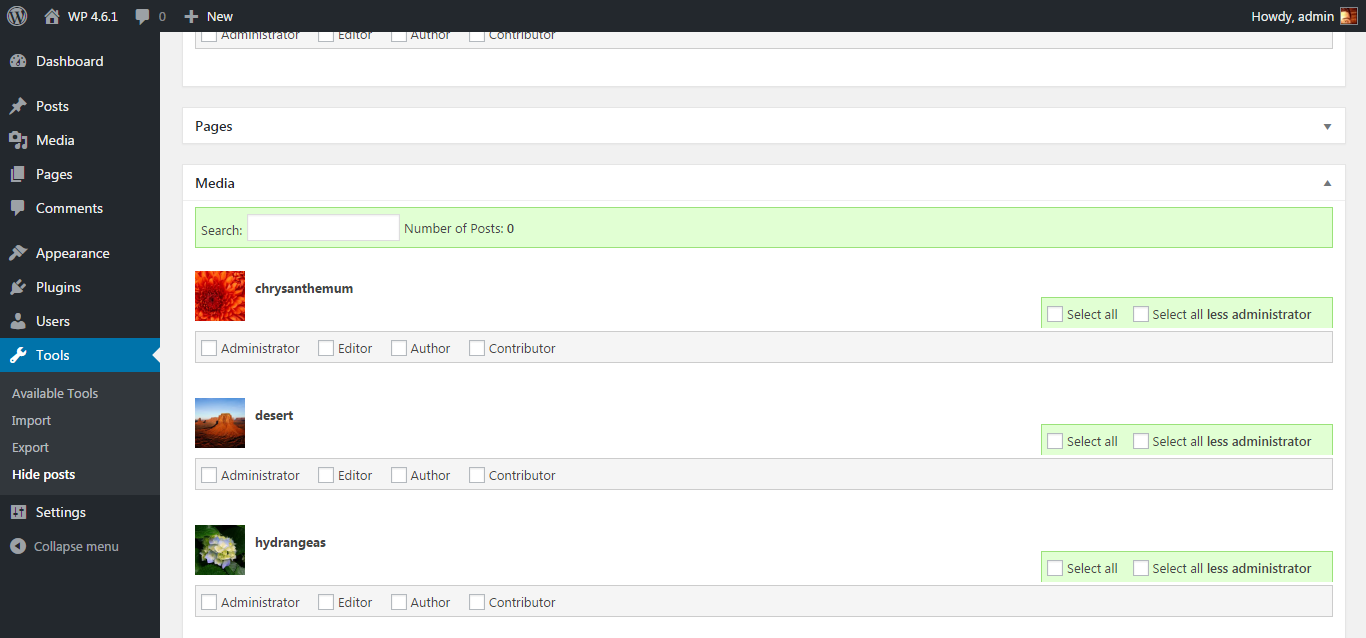 WP 4.6.1 0 New Howdy, admin
Dashboard
Posts
Media
Pages
Comments
Appearance
Plugins
Users
Tools
Available Tools
Import
Export
Hide posts
Settings
Collapse menu
Administrator Editor Author Contributor
Pages
Media
Search: Number of Posts: 0
chrysanthemum
Select all Select all less administrator
Administrator Editor Author Contributor
desert
Select all Select all less administrator
Administrator Editor Author Contributor
hydrangeas
Select all Select all less administrator
Administrator Editor Author Contributor